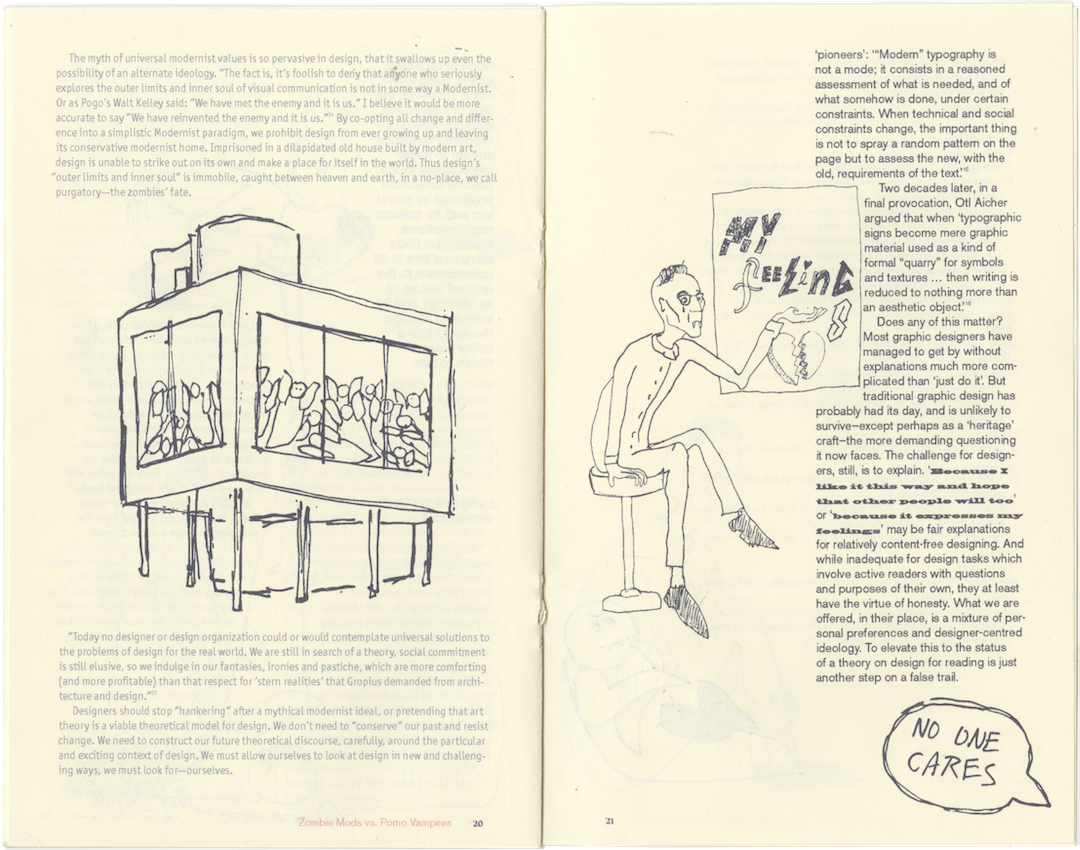 The myth of universal modernist values is so pervasive in design, that it swallows up even the
possibility of an alternate ideology. "The fact is, it's foolish to deny that anyone who seriously
explores the outer limits and inner soul of visual communication is not in some way a Modernist.
Or as Pogo's Walt Kelley said: "We have met the enemy and it is us." I believe it would be more
accurate to say "We have reinvented the enemy and it is us." By co-opting all change and differ-
ence into a simplistic Modernist paradigm, we prohibit design from ever growing up and leaving
its conservative modernist home. Imprisoned in a dilapidated old house built by modern art,
design is unable to strike out on its own and make a place for itself in the world. Thus design's
"outer limits and inner soul" is immobile, caught between heaven and earth, in a no-place, we call
purgatory—the zombies' fate.
"Today no designer or design organization could or would contemplate universal solutions to
the problems of design for the real world. We are still in search of a theory, social commitment
is still elusive, so we indulge in our fantasies, ironies and pastiche, which are more comforting
(and more profitable) than that respect for 'stern realities' that Gropius demanded from archi-
tecture and design."
Designers should stop "hankering" after a mythical modernist ideal, or pretending that art
theory is a viable theoretical model for design. We don't need to "conserve" our past and resist
change. We need to construct our future theoretical discourse, carefully, around the particular
and exciting context of design. We must allow ourselves to look at design in new and challeng-
ing ways, we must look for—ourselves.
Zombie Mods vs. Pomo Vampires 20
'pioneers': '"Modern" typography is
not a mode; it consists in a reasoned
assessment of what is needed, and of
what somehow is done, under certain
constraints. When technical and social
constraints change, the important thing
is not to spray a random pattern on the
page but to assess the new, with the
old, requirements of the text.'
Two decades later, in a
final provocation, Otl Aicher
argued that when 'typographic
signs become mere graphic
material used as a kind of
formal "quarry" for symbols
and textures ... then writing is
reduced to nothing more than
an aesthetic object.'
Does any of this matter?
Most graphic designers have
managed to get by without
explanations much more com-
plicated than 'just do it'. But
traditional graphic design has
probably had its day, and is unlikely to
survive—except perhaps as a 'heritage'
craft—the more demanding questioning
it now faces. The challenge for design-
ers, still, is to explain. 'Because I
like it this way and hope
that other people will too'
or 'because it expresses my
feelings' may be fair explanations
for relatively content-free designing. And
while inadequate for design tasks which
involve active readers with questions
and purposes of their own, they at least
have the virtue of honesty. What we are
offered, in their place, is a mixture of per-
sonal preferences and designer-centred
ideology. To elevate this to the status
of a theory on design for reading is just
another step on a false trail.
MY
fEELiNG
S
NO ONE
CARES
21